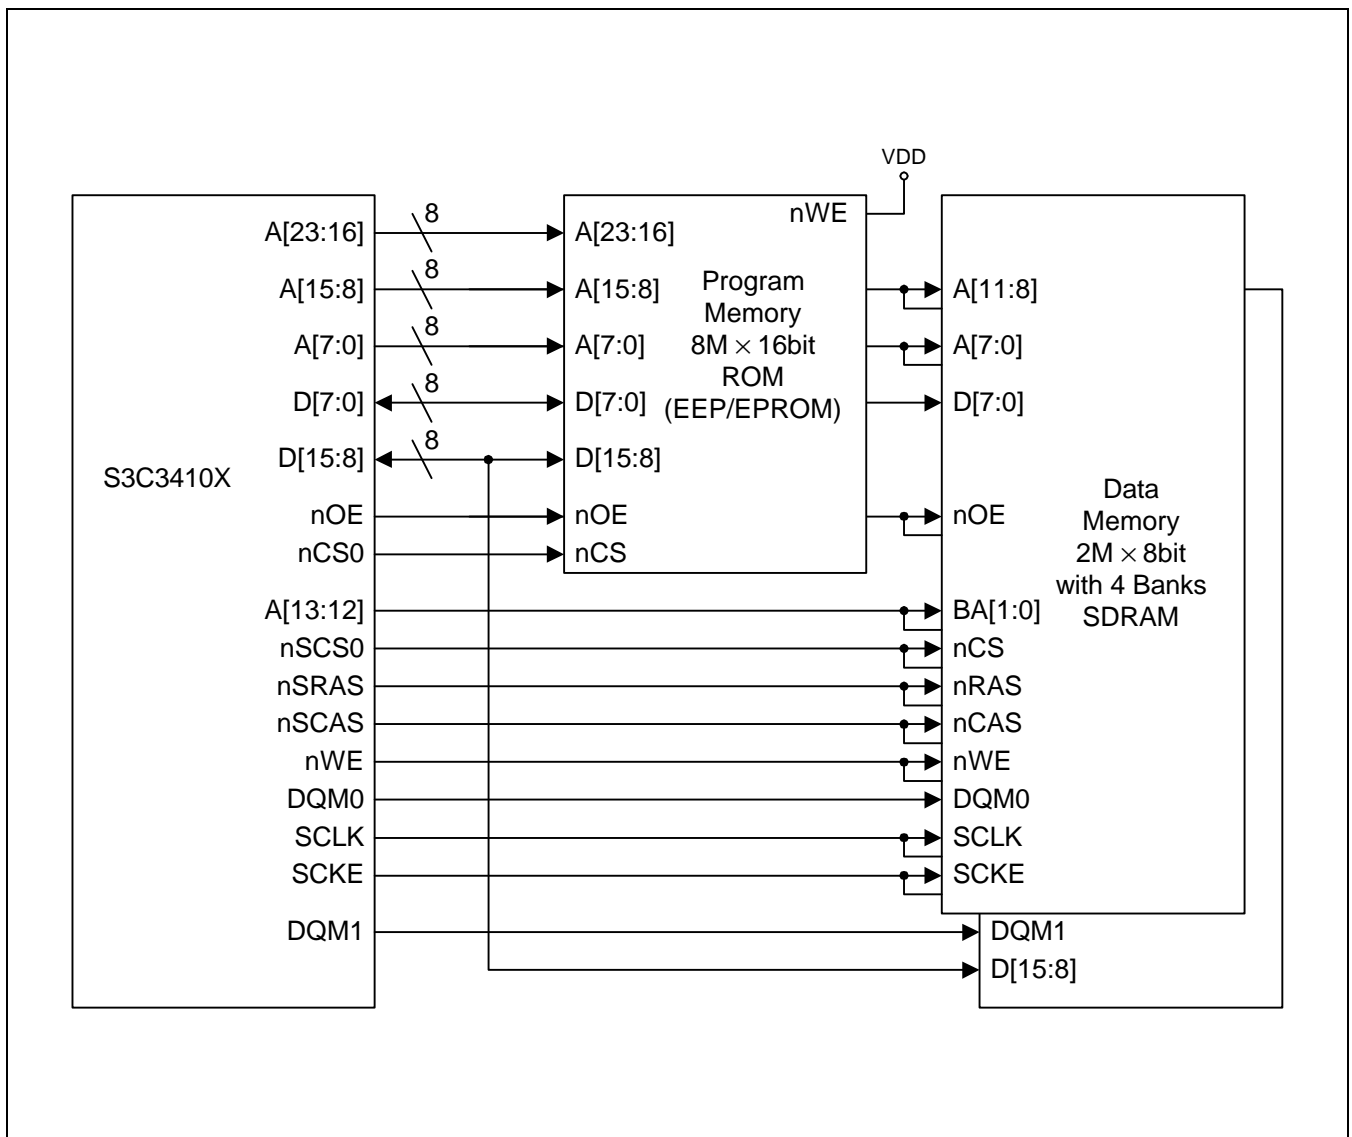 VDD
S3C3410X
A[23:16]
A[15:8]
A[7:0]
D[7:0]
D[15:8]
nOE
nCS0
A[13:12]
nSCS0
nSRAS
nSCAS
nWE
DQM0
SCLK
SCKE
DQM1
8
8
8
8
8
nWE
A[23:16]
A[15:8]
A[7:0]
D[7:0]
D[15:8]
nOE
nCS
Program
Memory
8M × 16bit
ROM
(EEP/EPROM)
A[11:8]
A[7:0]
D[7:0]
nOE
BA[1:0]
nCS
nRAS
nCAS
nWE
DQM0
SCLK
SCKE
Data
Memory
2M × 8bit
with 4 Banks
SDRAM
DQM1
D[15:8]